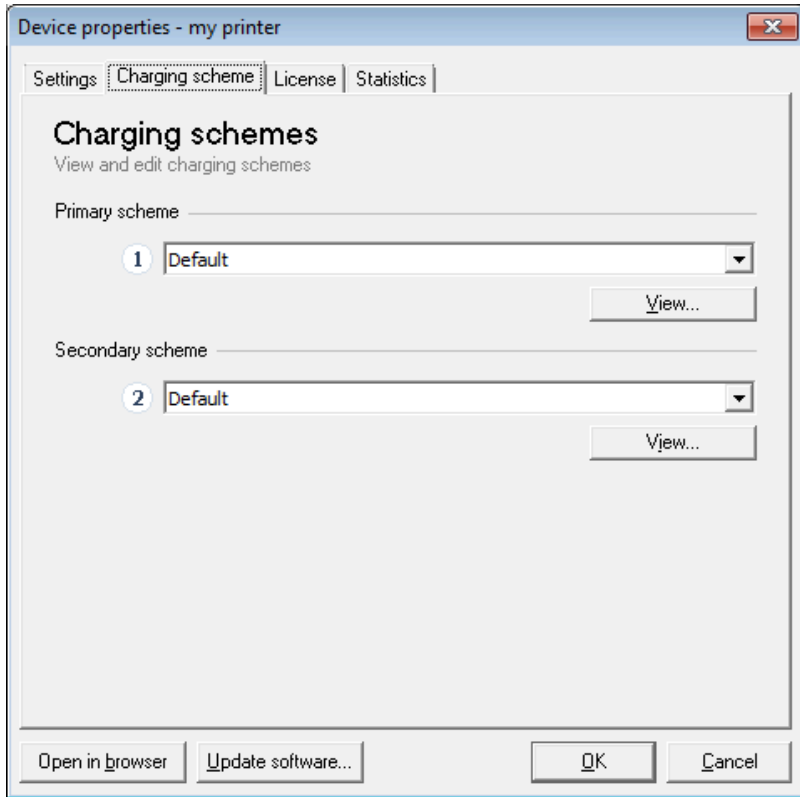 Device properties - my printer
Settings Charging scheme License Statistics
Charging schemes
View and edit charging schemes
Primary scheme
1 Default
View...
Secondary scheme
2 Default
View...
Open in browser Update software... OK Cancel